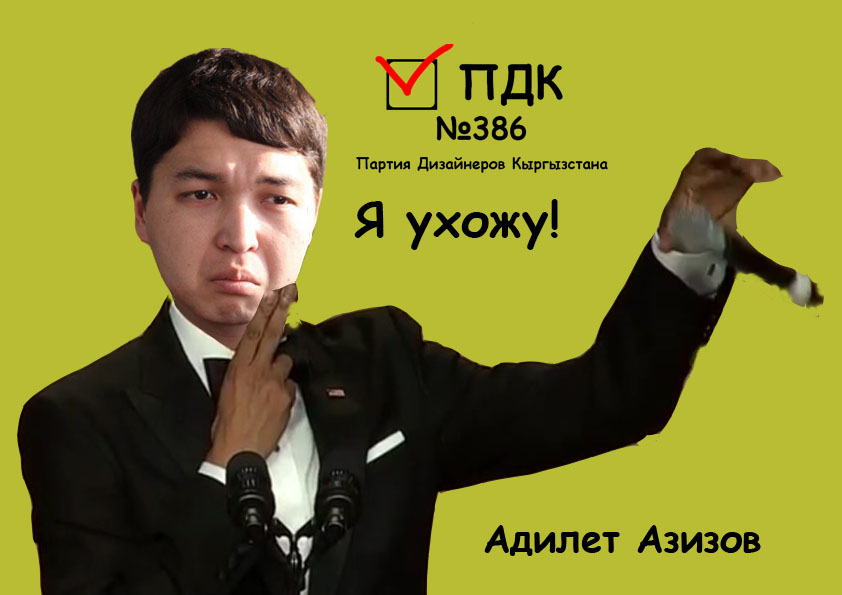 ПДК
№386
Партия Дизайнеров Кыргызстана
Я ухожу!
Адилет Азизов